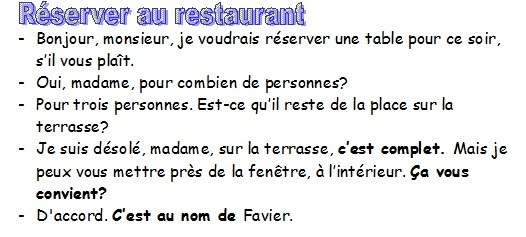 Réserver au restaurant
- Bonjour, monsieur, je voudrais réserver une table pour ce soir,
s'il vous plaît.
- Oui, madame, pour combien de personnes?
- Pour trois personnes. Est-ce qu'il reste de la place sur la
terrasse?
- Je suis désolé, madame, sur la terrasse, c'est complet. Mais je
peux vous mettre près de la fenêtre, à l'intérieur. Ça vous
convient?
- D'accord. C'est au nom de Favier.